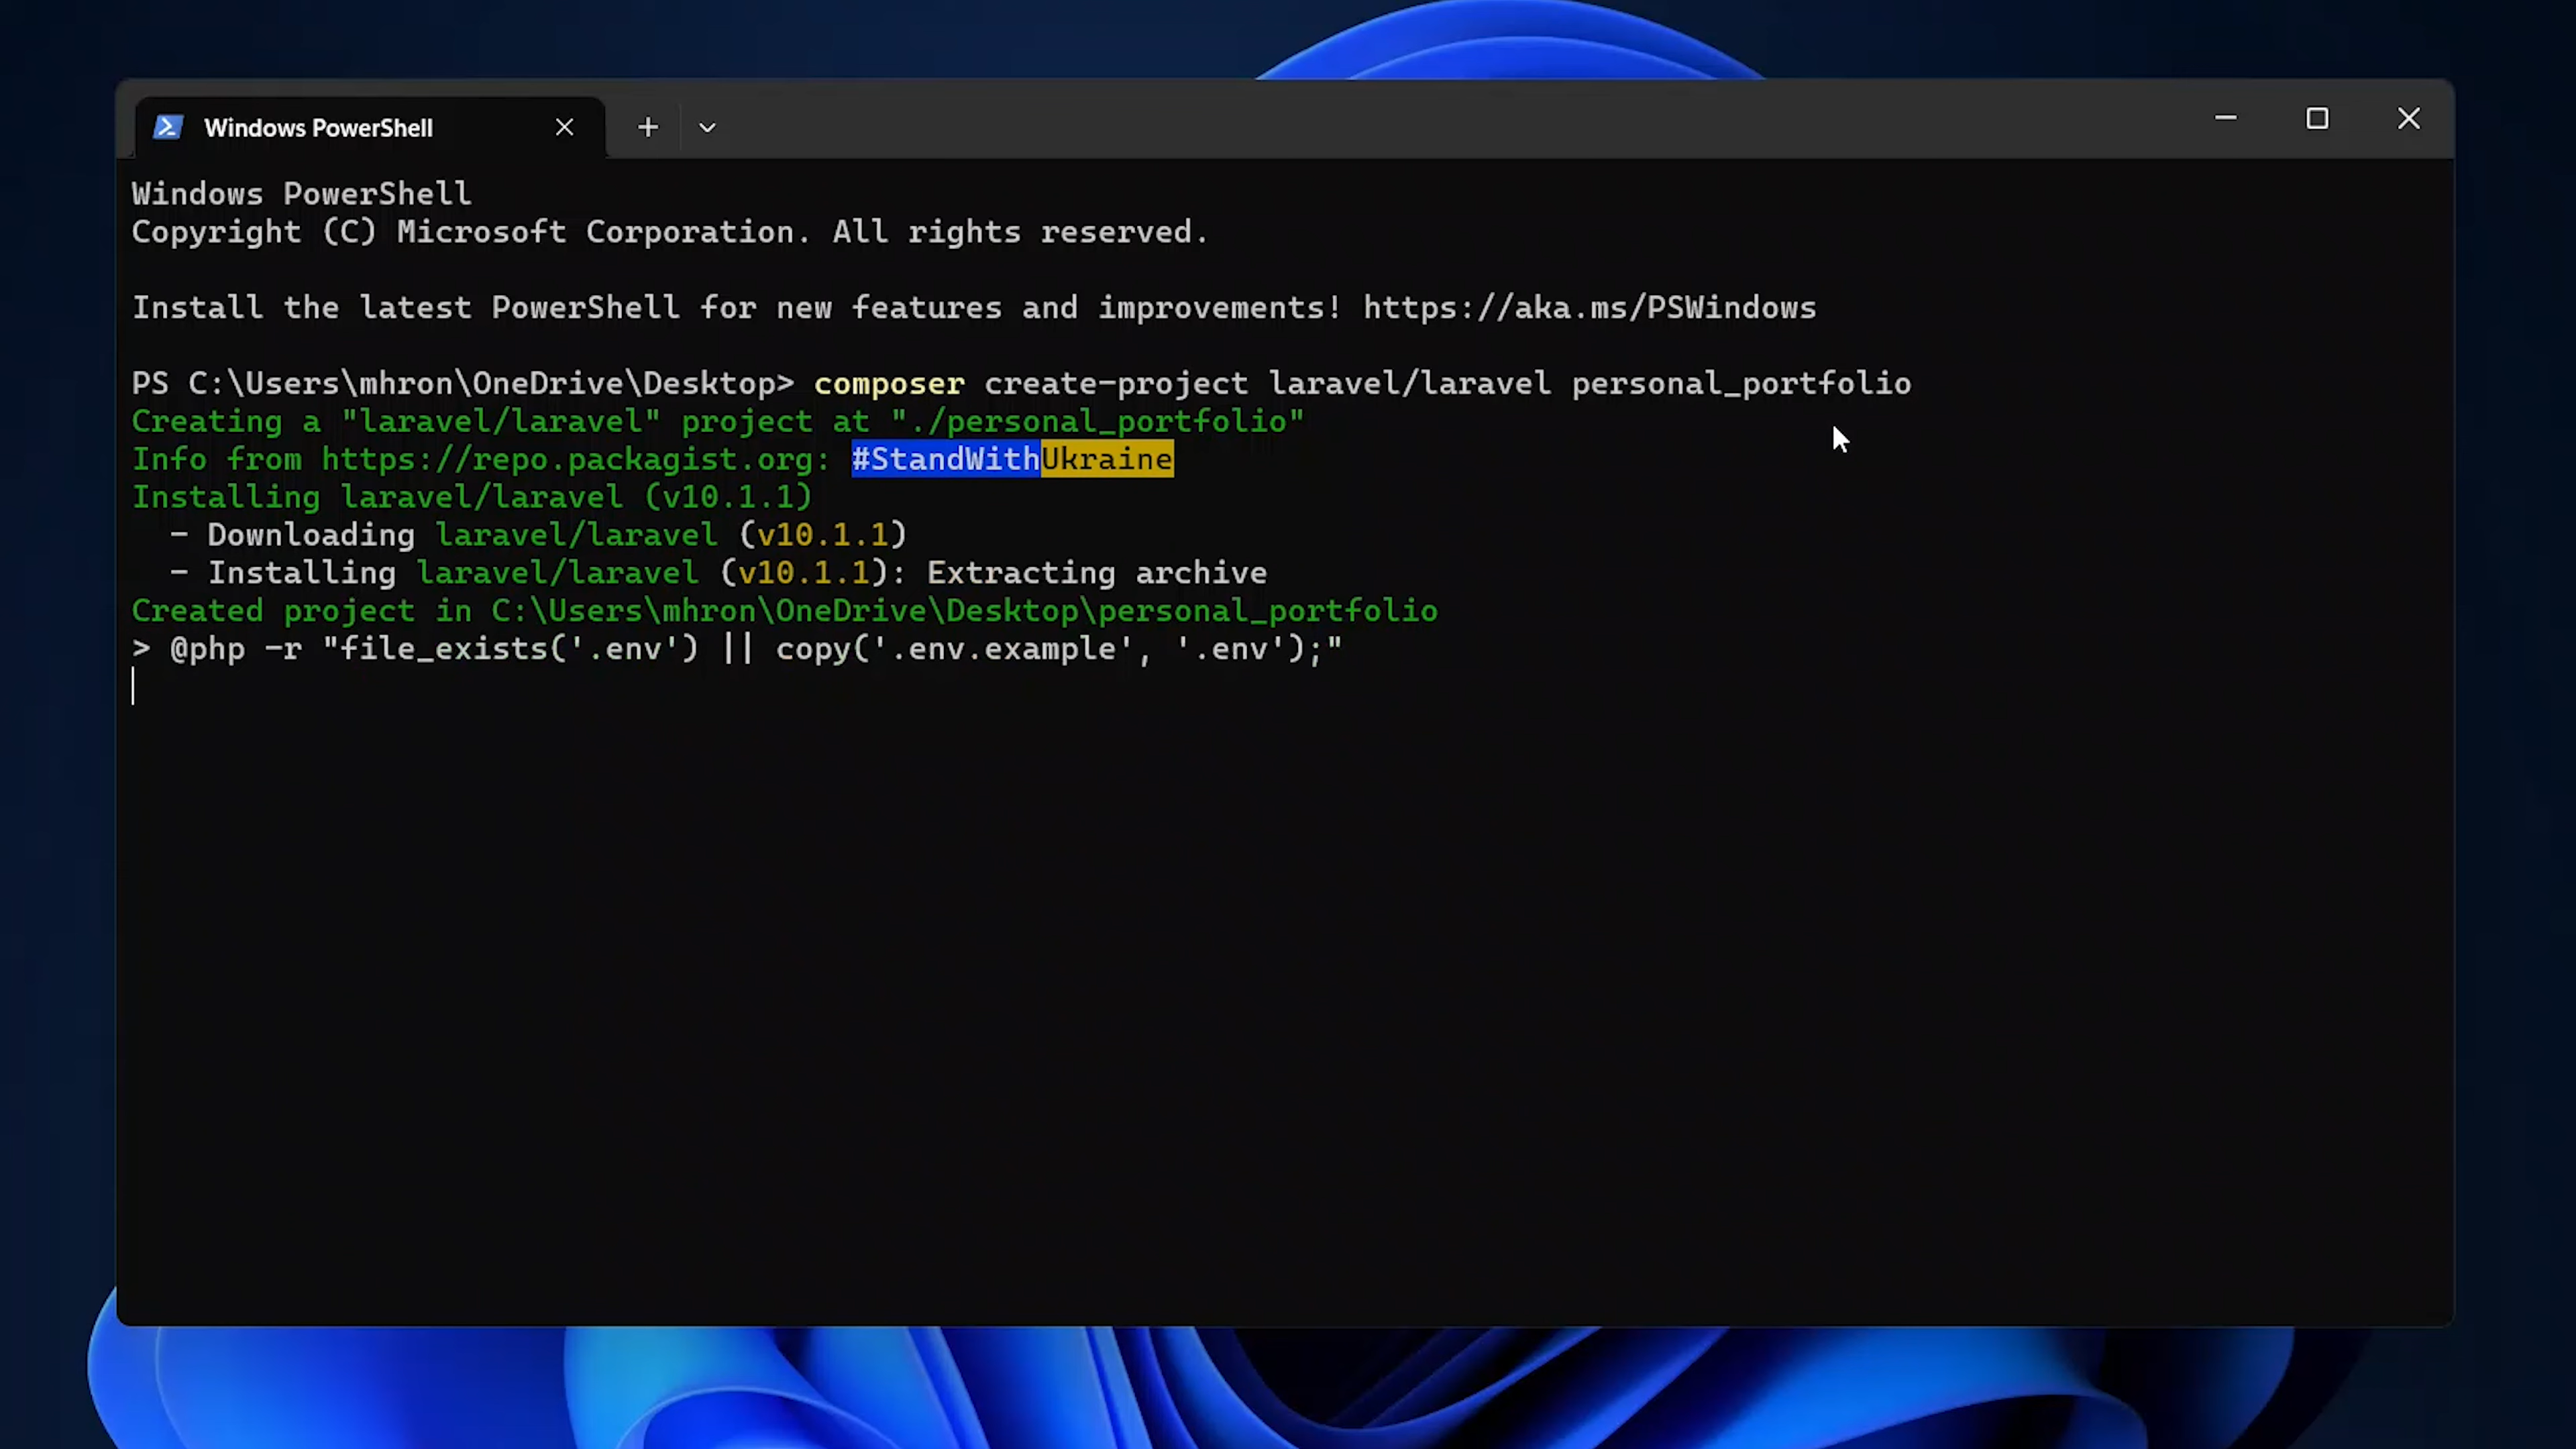 Windows PowerShell
Windows PowerShell
Copyright (C) Microsoft Corporation. All rights reserved.
Install the latest PowerShell for new features and improvements! https://aka.ms/PSWindows
PS C:\Users\mhron\OneDrive\Desktop> composer create-project laravel/laravel personal_portfolio
Creating a "laravel/laravel" project at "./personal_portfolio"
Info from https://repo.packagist.org: #StandWithUkraine
Installing laravel/laravel (v10.1.1)
  - Downloading laravel/laravel (v10.1.1)
  - Installing laravel/laravel (v10.1.1): Extracting archive
Created project in C:\Users\mhron\OneDrive\Desktop\personal_portfolio
> @php -r "file_exists('.env') || copy('.env.example', '.env');"